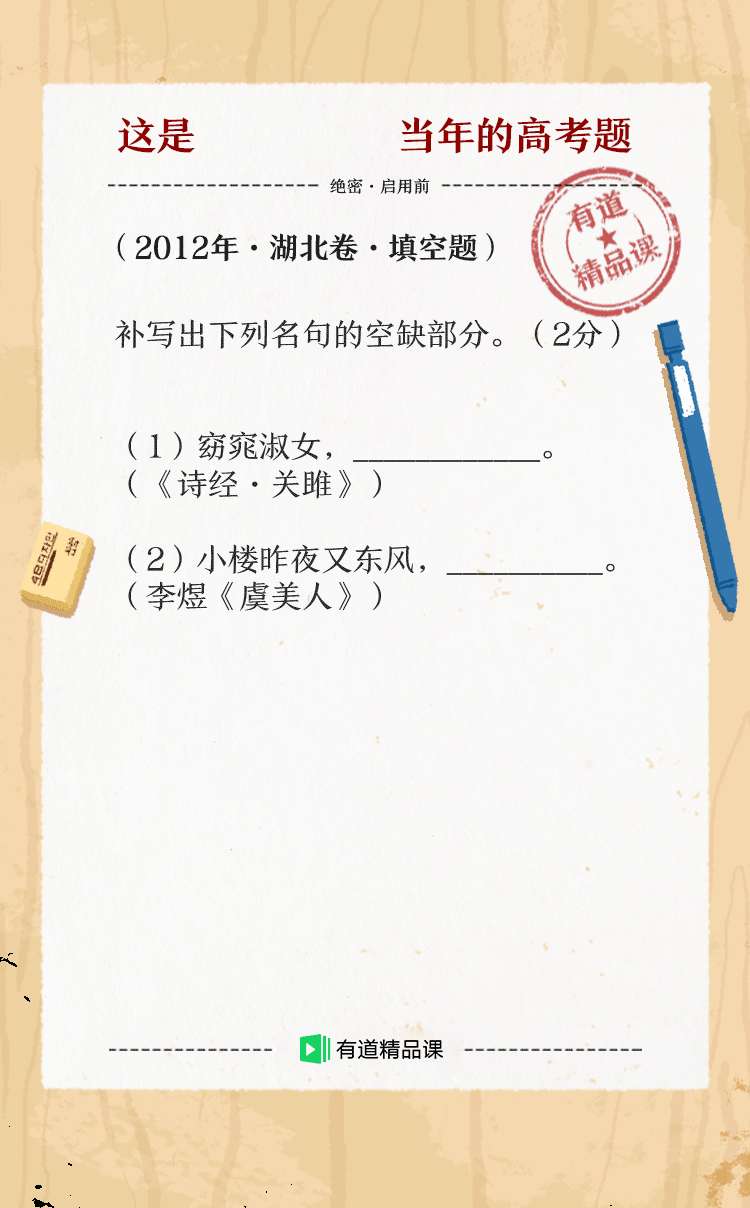 这是 当年的高考题
绝密·启用前
有道
精品课
（2012年·湖北卷·填空题）
补写出下列名句的空缺部分。（2分）
（1）窈窕淑女，____________。
（《诗经·关雎》）
（2）小楼昨夜又东风，__________。
（李煜《虞美人》）
有道精品课